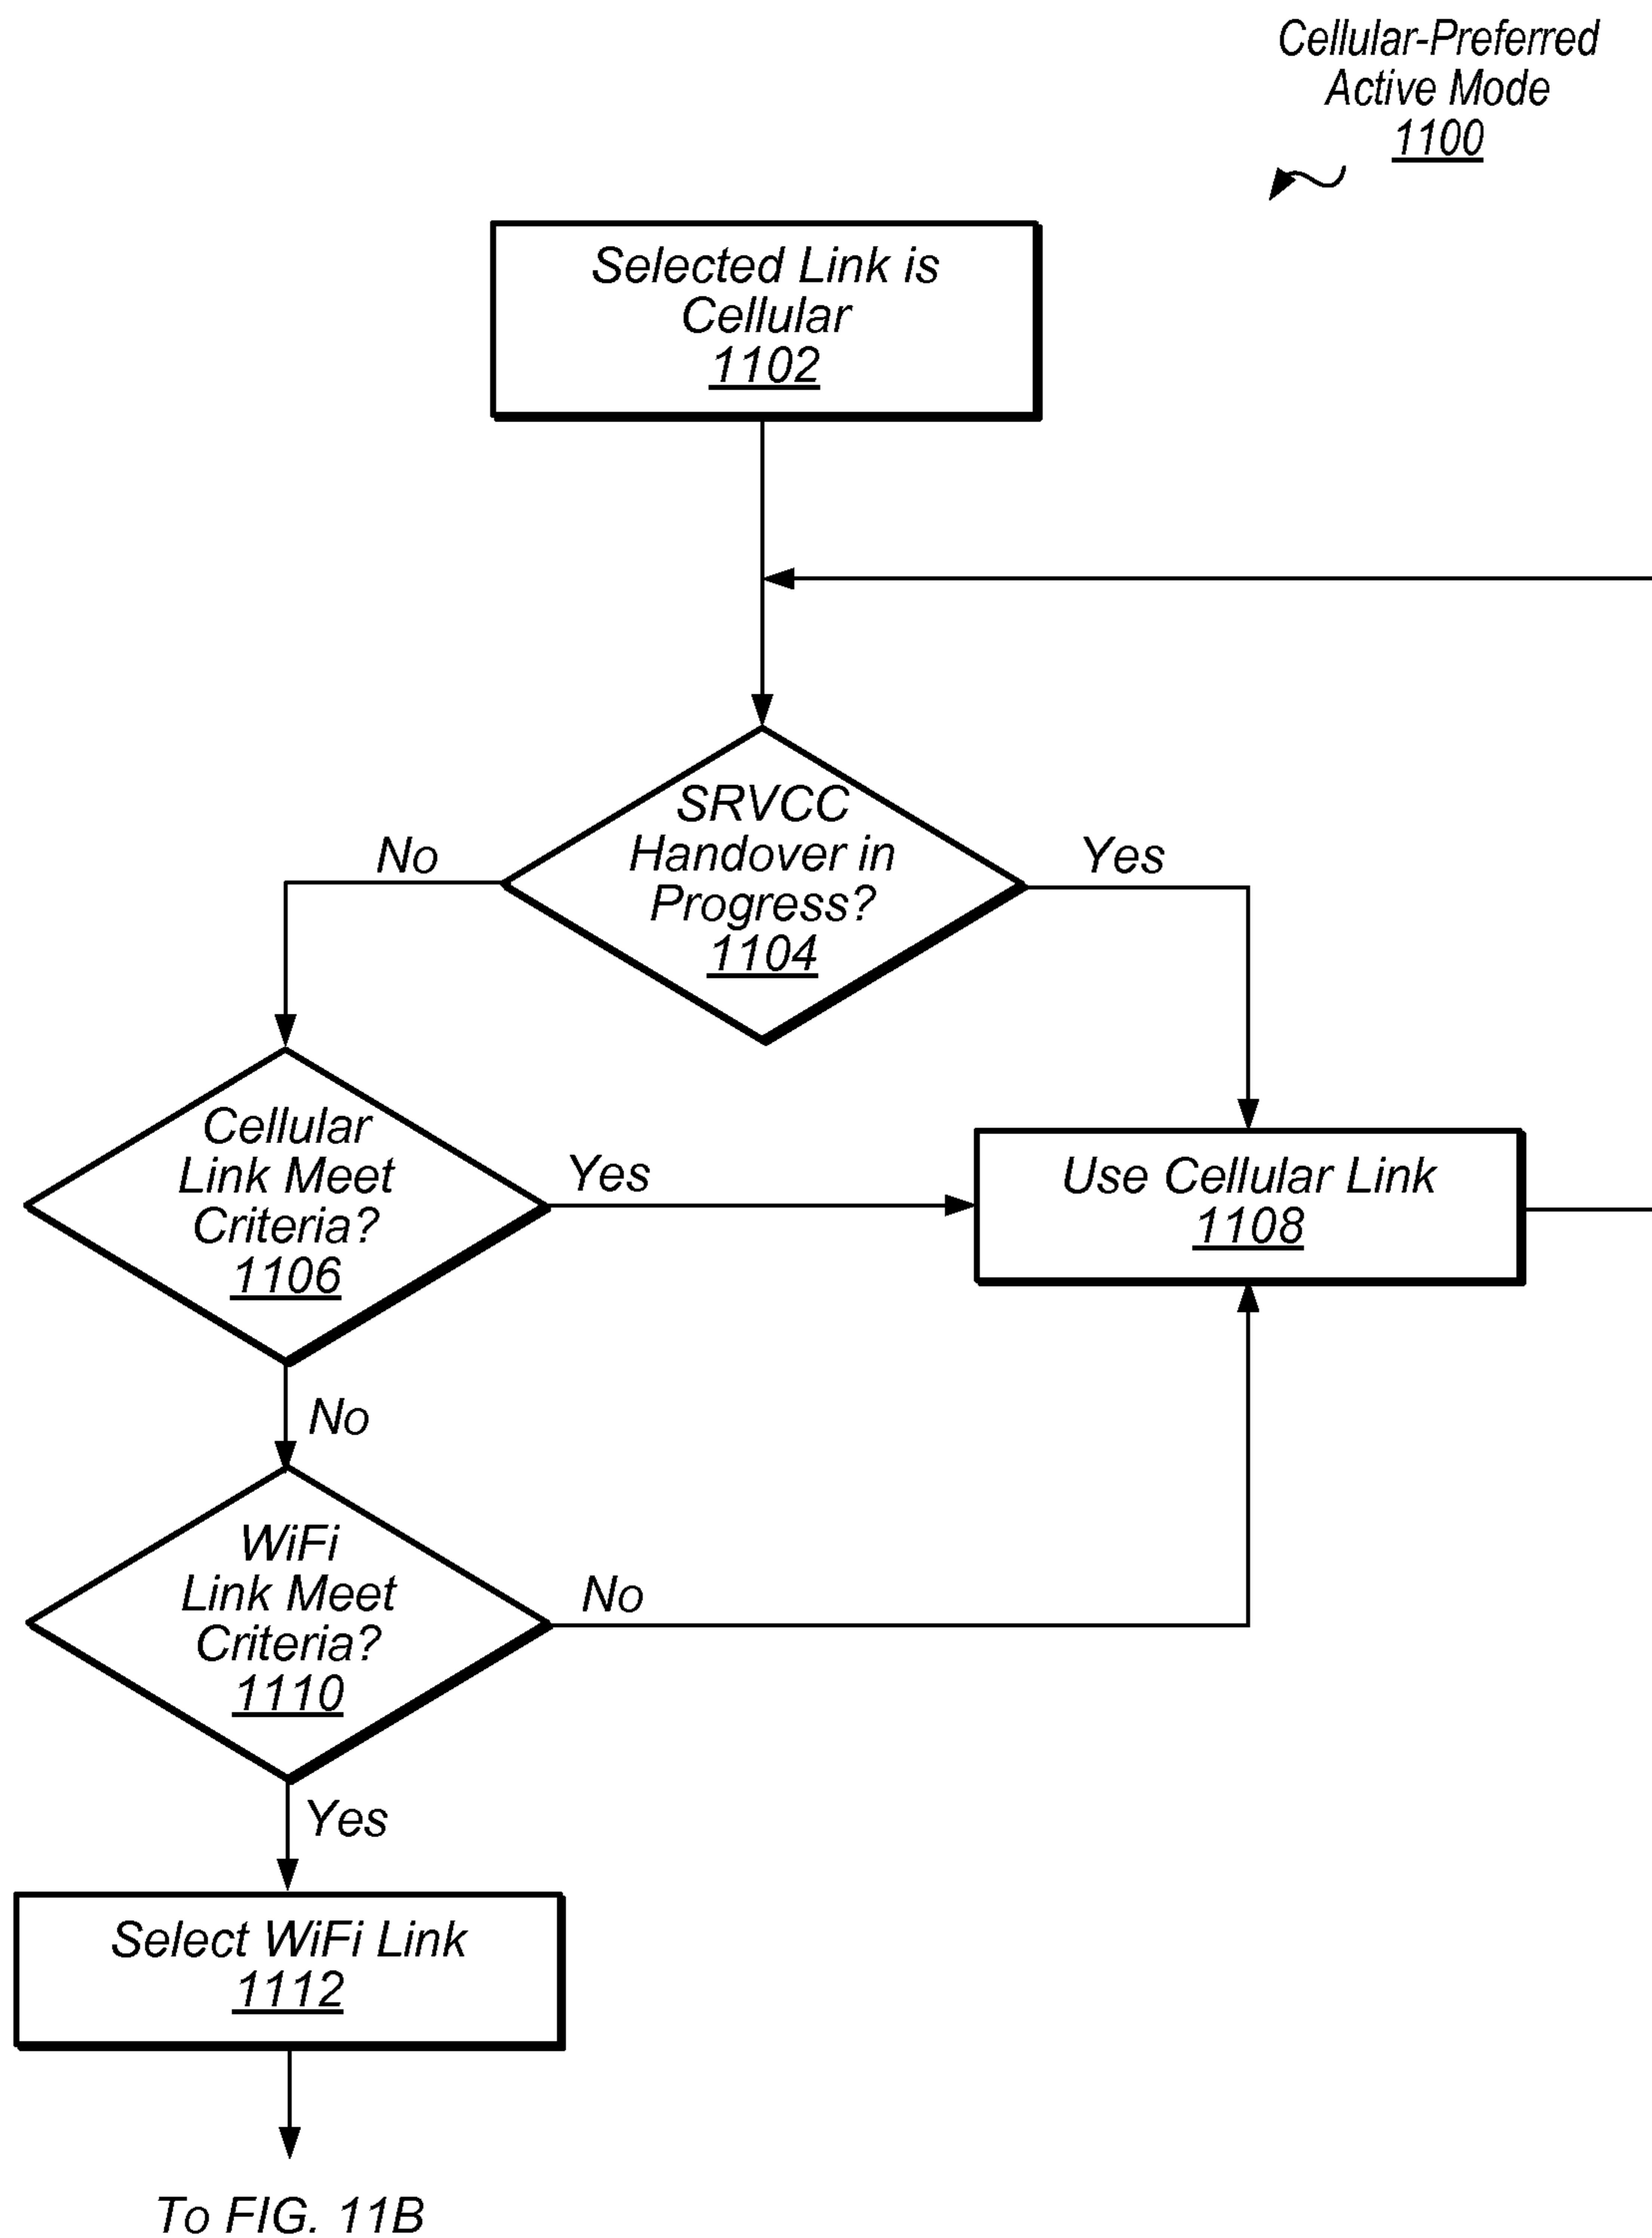 Cellular-Preferred
Active Mode
1100
Selected Link is
Cellular
1102
SRVCC
Handover in
Progress?
1104
No
Yes
Cellular
Link Meet
Criteria?
1106
Yes
Use Cellular Link
1108
No
WiFi
Link Meet
Criteria?
1110
No
Yes
Select WiFi Link
1112
To FIG. 11B